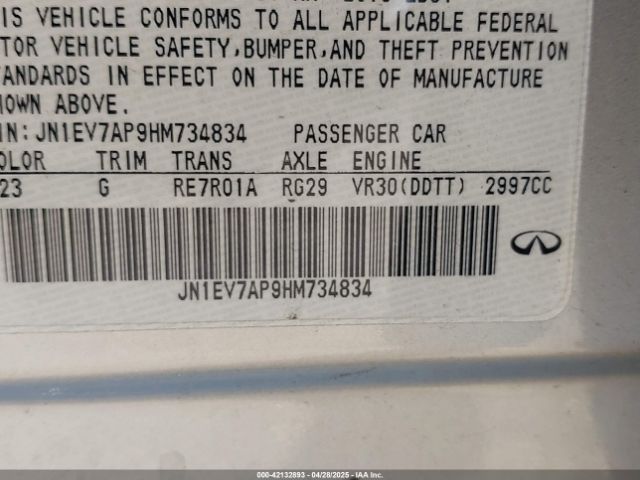 IS VEHICLE CONFORMS TO ALL APPLICABLE FEDERAL
TOR VEHICLE SAFETY,BUMPER,AND THEFT PREVENTION
ANDARDS IN EFFECT ON THE DATE OF MANUFACTURE
HOWN ABOVE.
IN:JN1EV7AP9HM734834 PASSENGER CAR
OLOR TRIM TRANS AXLE ENGINE
23 G RE7R01A RG29 VR30(DDTT) 2997CC
JN1EV7AP9HM734834
000-42132893 - 04/28/2025 - IAA, Inc.